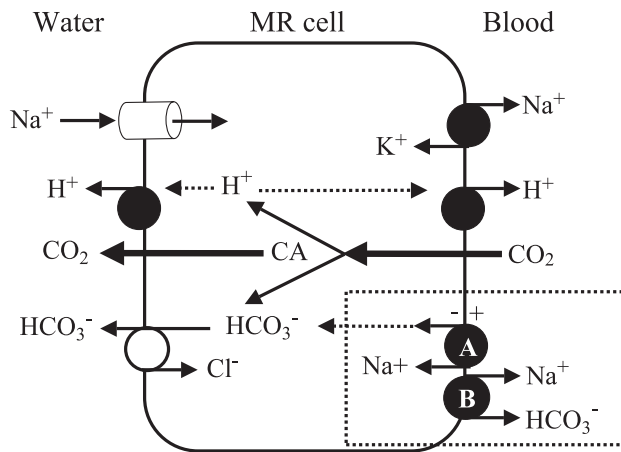 Water MR cell Blood
Na⁺ Na⁺
K⁺
H⁺ H⁺ H⁺
CO₂ CA CO₂
- +
HCO₃⁻ HCO₃⁻ A
Cl⁻ Na+ Na⁺
B HCO₃⁻